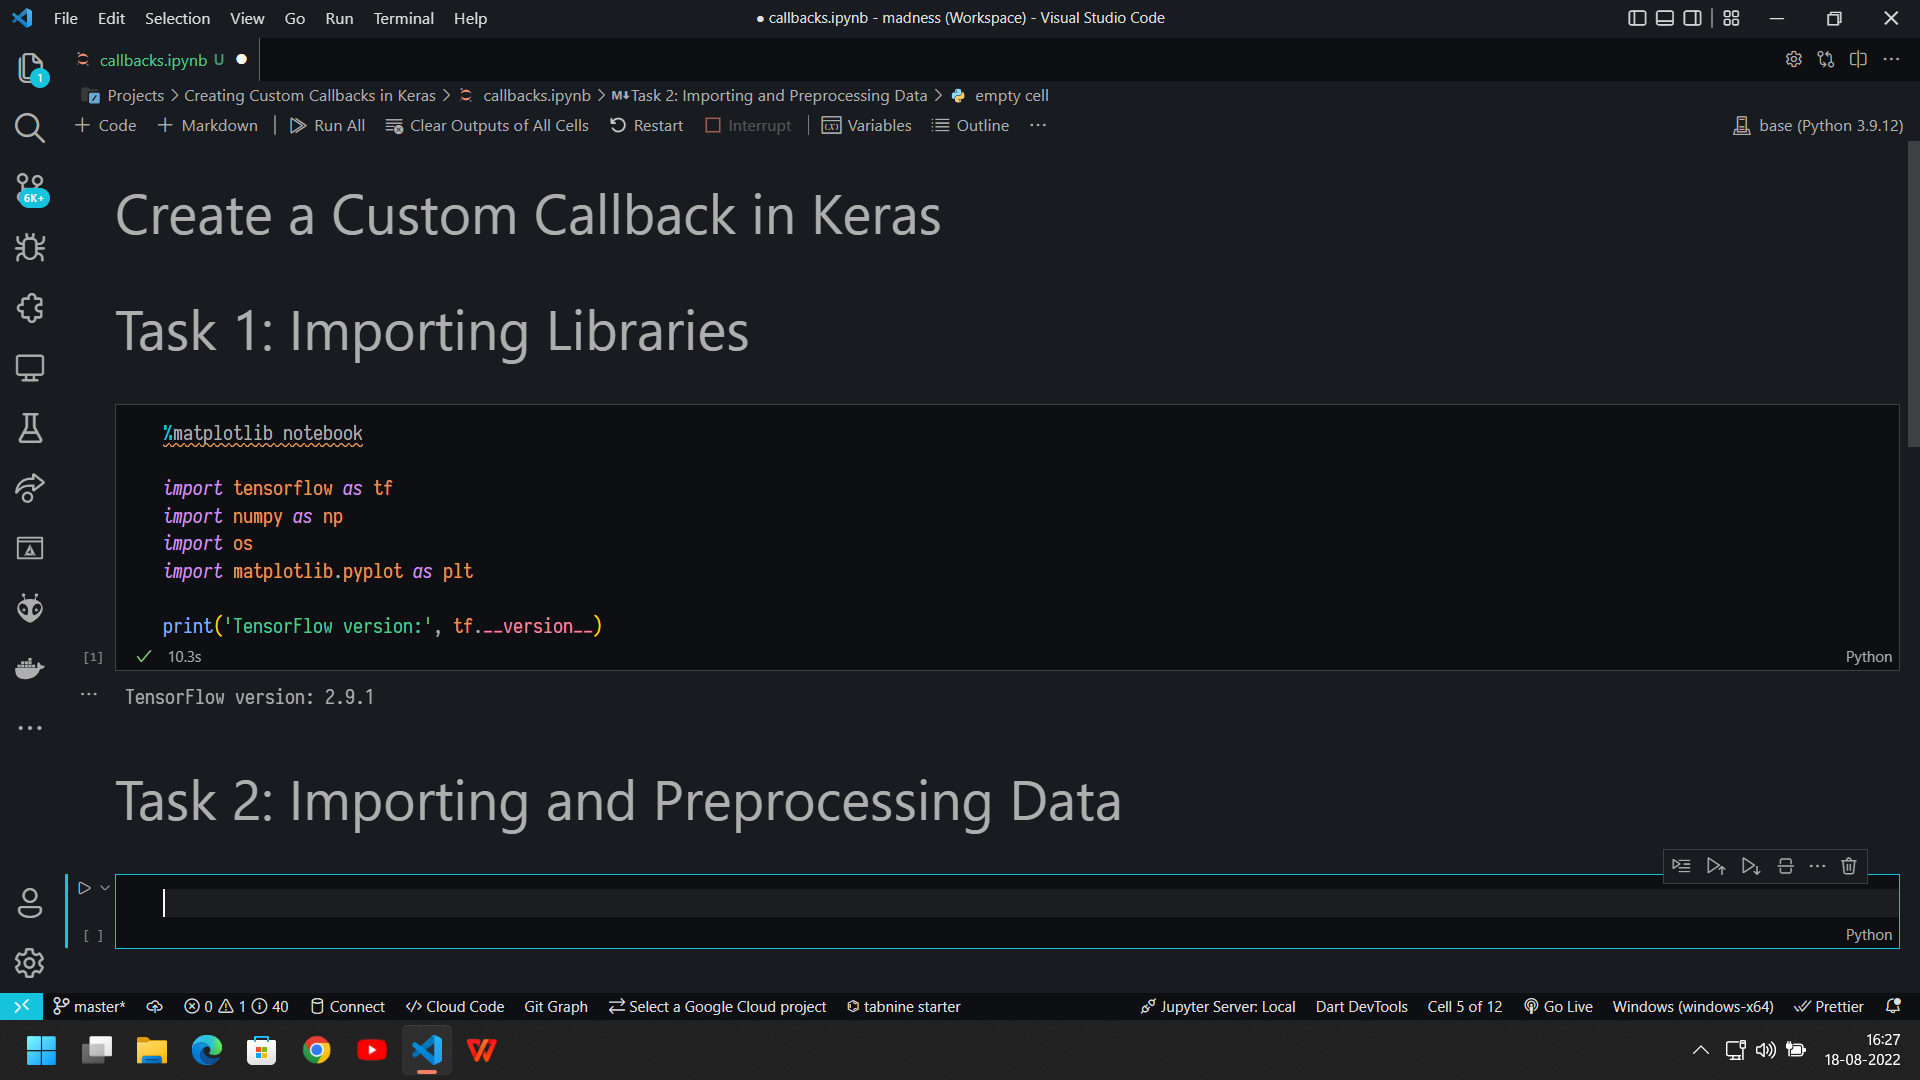 File Edit Selection View Go Run Terminal Help
● callbacks.ipynb - madness (Workspace) - Visual Studio Code
callbacks.ipynb U ●
Projects > Creating Custom Callbacks in Keras > callbacks.ipynb > M↓Task 2: Importing and Preprocessing Data > empty cell
+ Code + Markdown | Run All Clear Outputs of All Cells Restart Interrupt | Variables Outline ···
base (Python 3.9.12)
1
6K+
Create a Custom Callback in Keras
Task 1: Importing Libraries
%matplotlib notebook
import tensorflow as tf
import numpy as np
import os
import matplotlib.pyplot as plt
print('TensorFlow version:', tf.__version__)
[1] ✓ 10.3s
Python
··· TensorFlow version: 2.9.1
Task 2: Importing and Preprocessing Data
[ ]
Python
master* 0 1 40 Connect </> Cloud Code Git Graph Select a Google Cloud project tabnine starter
Jupyter Server: Local Dart DevTools Cell 5 of 12 Go Live Windows (windows-x64) Prettier
16:27
18-08-2022